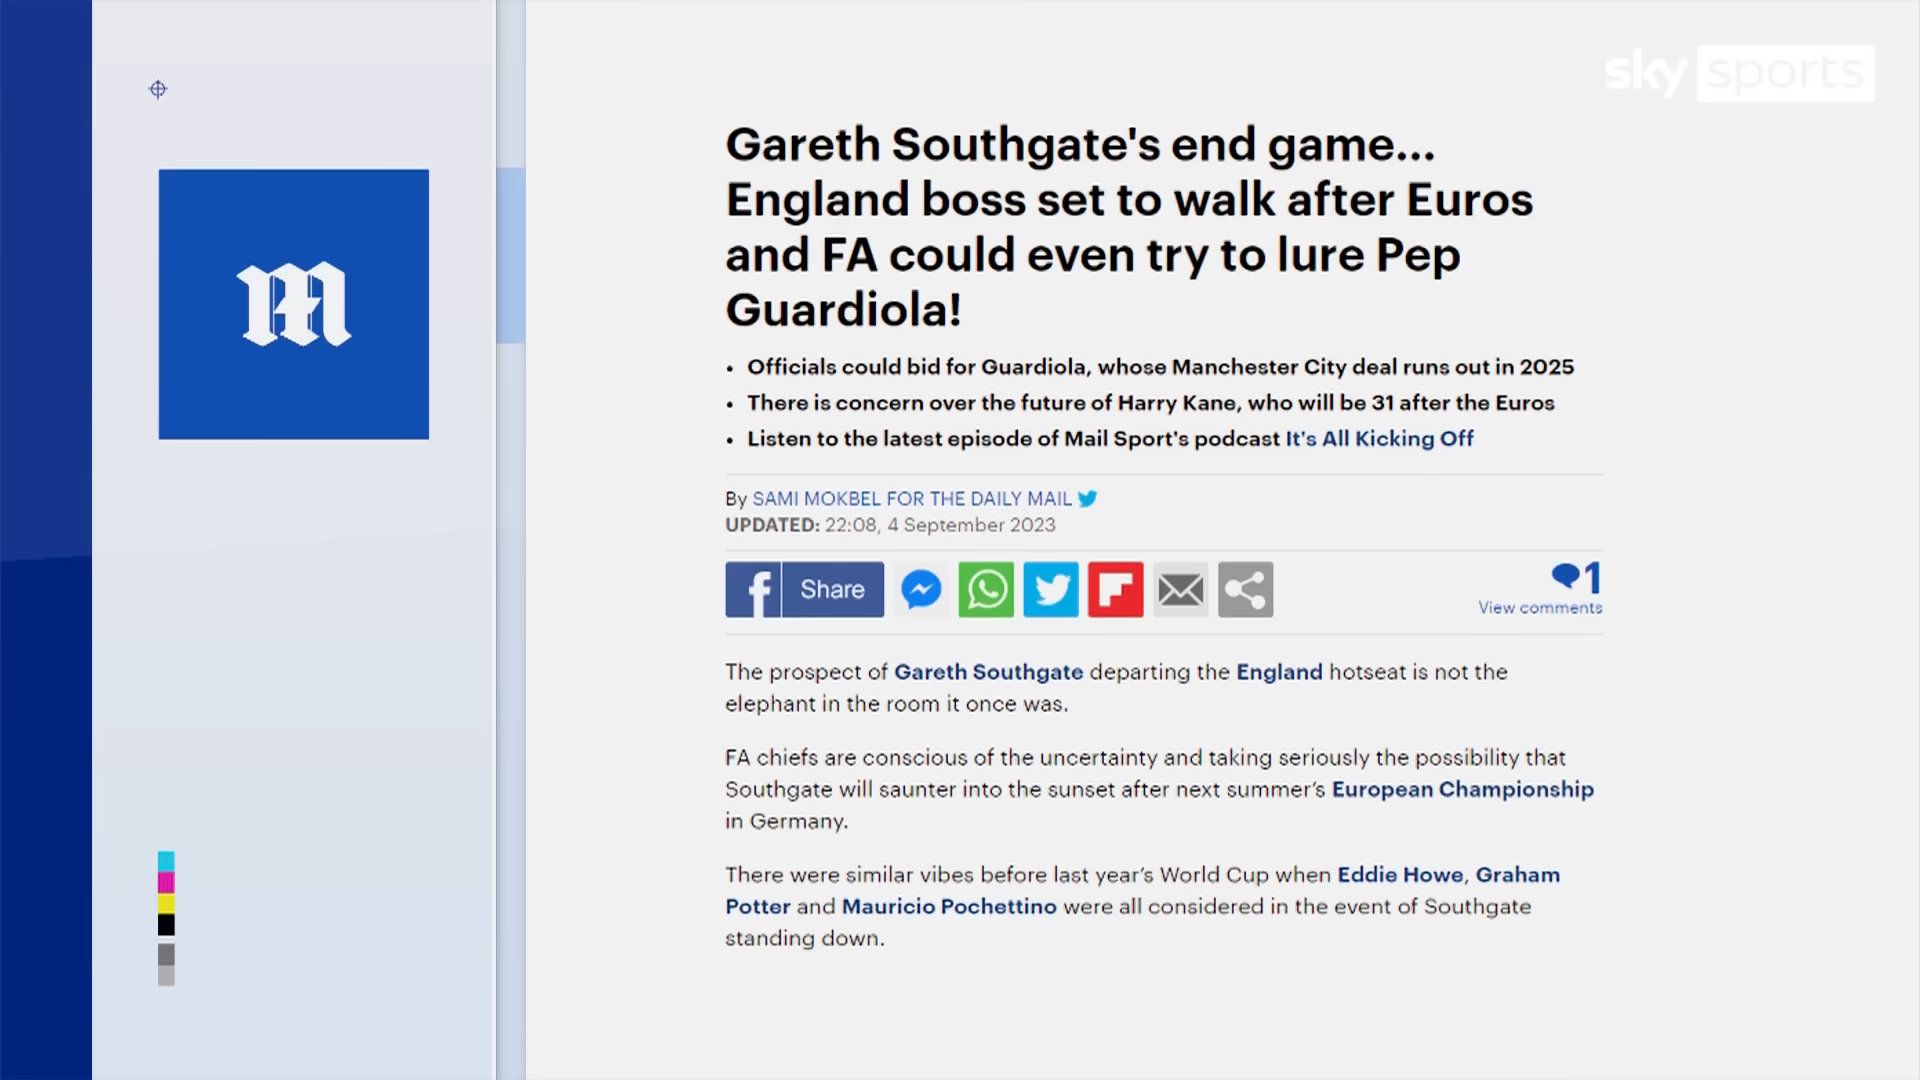 sky sports
Gareth Southgate's end game...
England boss set to walk after Euros
and FA could even try to lure Pep
Guardiola!
• Officials could bid for Guardiola, whose Manchester City deal runs out in 2025
• There is concern over the future of Harry Kane, who will be 31 after the Euros
• Listen to the latest episode of Mail Sport's podcast It's All Kicking Off
By SAMI MOKBEL FOR THE DAILY MAIL
UPDATED: 22:08, 4 September 2023
f Share
1
View comments
The prospect of Gareth Southgate departing the England hotseat is not the
elephant in the room it once was.
FA chiefs are conscious of the uncertainty and taking seriously the possibility that
Southgate will saunter into the sunset after next summer's European Championship
in Germany.
There were similar vibes before last year's World Cup when Eddie Howe, Graham
Potter and Mauricio Pochettino were all considered in the event of Southgate
standing down.